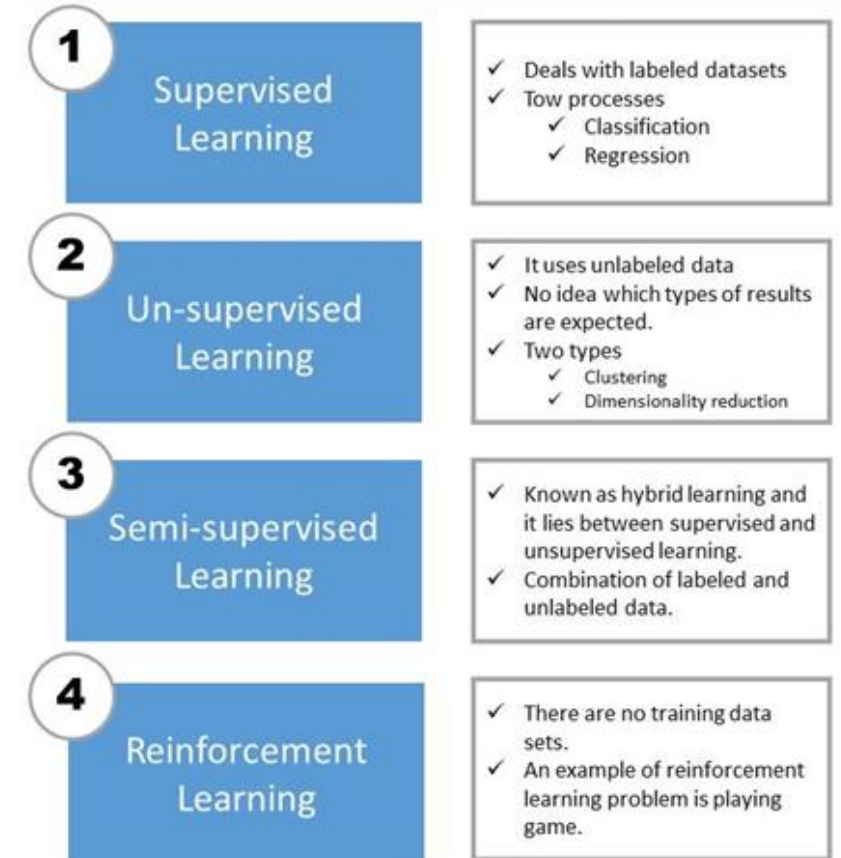 1
Supervised
Learning
✓ Deals with labeled datasets
✓ Tow processes
✓ Classification
✓ Regression
2
Un-supervised
Learning
✓ It uses unlabeled data
✓ No idea which types of results
are expected.
✓ Two types
✓ Clustering
✓ Dimensionality reduction
3
Semi-supervised
Learning
✓ Known as hybrid learning and
it lies between supervised and
unsupervised learning.
✓ Combination of labeled and
unlabeled data.
4
Reinforcement
Learning
✓ There are no training data
sets.
✓ An example of reinforcement
learning problem is playing
game.